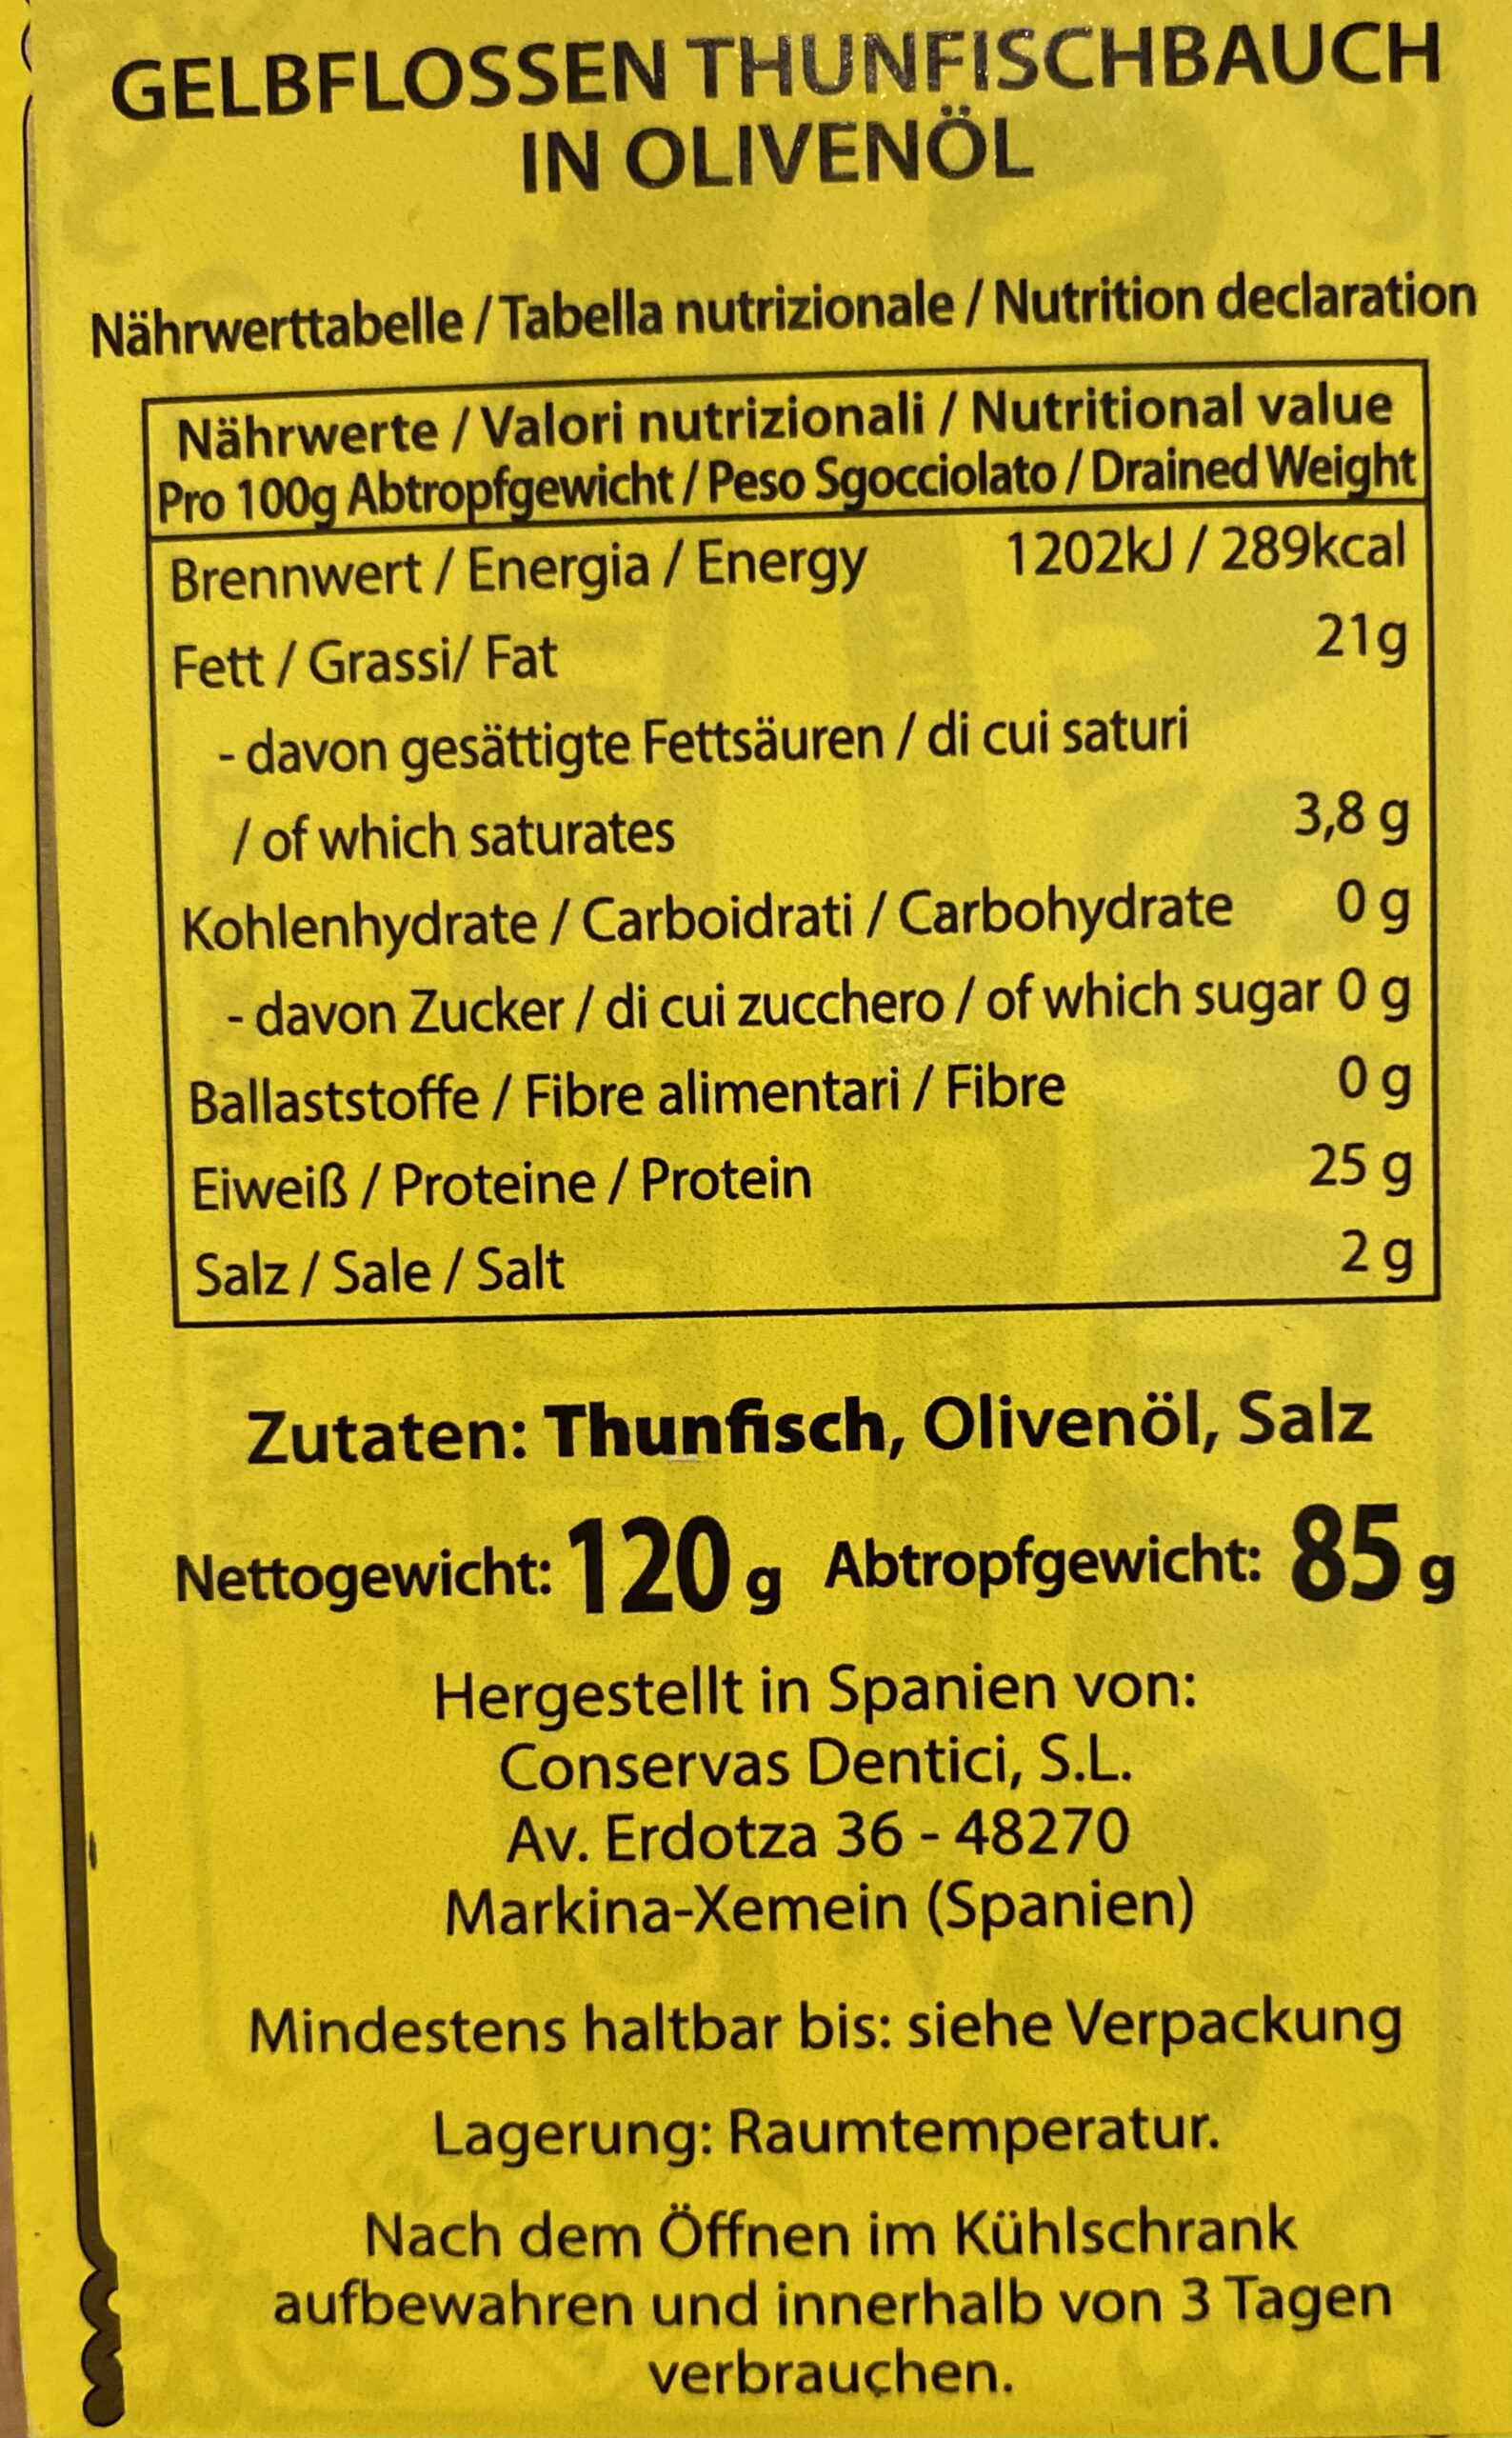 GELBFLOSSEN THUNFISCHBAUCH
IN OLIVENÖL
Nährwerttabelle / Tabella nutrizionale / Nutrition declaration
Nährwerte / Valori nutrizionali / Nutritional value
Pro 100g Abtropfgewicht / Peso Sgocciolato / Drained Weight
Brennwert / Energia / Energy 1202kJ / 289kcal
Fett / Grassi/ Fat 21g
- davon gesättigte Fettsäuren / di cui saturi
/ of which saturates 3,8 g
Kohlenhydrate / Carboidrati / Carbohydrate 0 g
- davon Zucker / di cui zucchero / of which sugar 0 g
Ballaststoffe / Fibre alimentari / Fibre 0 g
Eiweiß / Proteine / Protein 25 g
Salz / Sale / Salt 2 g
Zutaten: Thunfisch, Olivenöl, Salz
Nettogewicht: 120 g Abtropfgewicht: 85 g
Hergestellt in Spanien von:
Conservas Dentici, S.L.
Av. Erdotza 36 - 48270
Markina-Xemein (Spanien)
Mindestens haltbar bis: siehe Verpackung
Lagerung: Raumtemperatur.
Nach dem Öffnen im Kühlschrank
aufbewahren und innerhalb von 3 Tagen
verbrauchen.